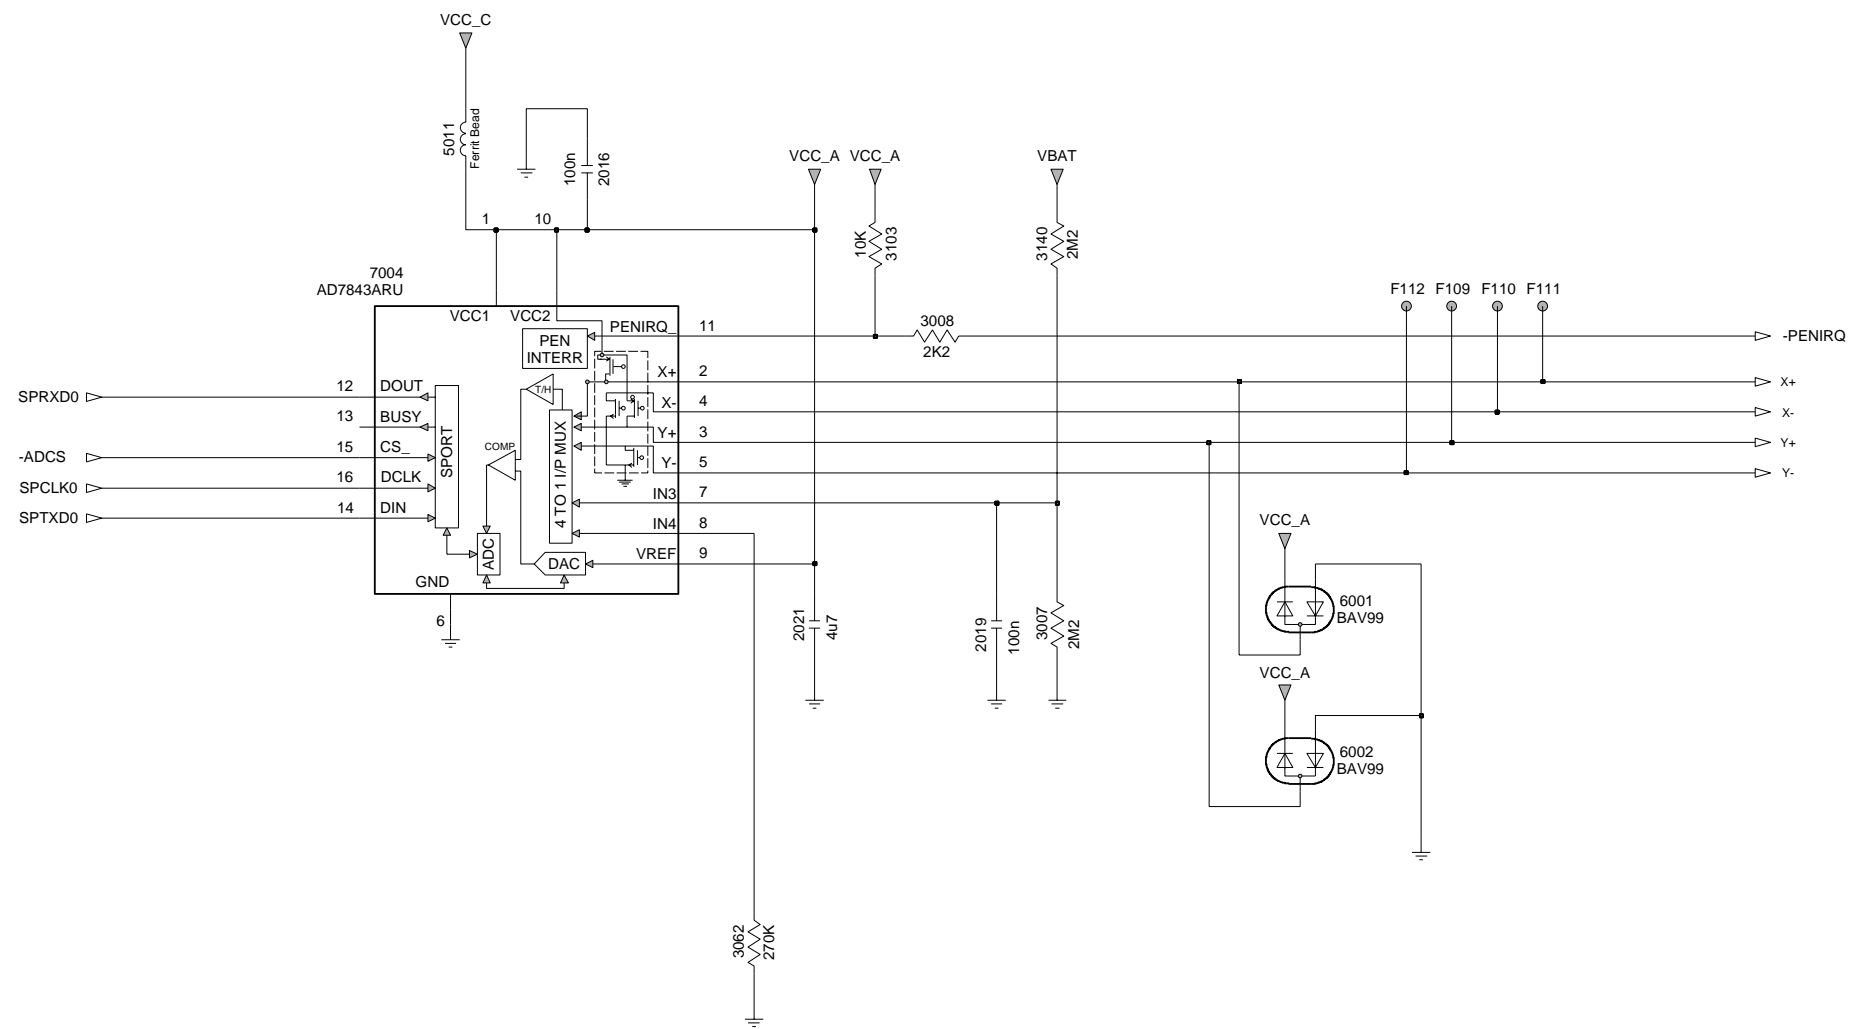 VCC_C
5011
Ferrit Bead
100n
2016
VCC_A
VCC_A
VBAT
1
10
10K
3103
3140
2M2
7004
AD7843ARU
F112
F109
F110
F111
VCC1
VCC2
PENIRQ_
11
3008
2K2
-PENIRQ
PEN
INTERR
X+
2
X+
SPRXD0
12
DOUT
T/H
X-
4
X-
13
BUSY
Y+
3
Y+
-ADCS
15
CS_
COMP
Y-
5
Y-
SPCLK0
16
DCLK
SPORT
4 TO 1 I/P MUX
IN3
7
SPTXD0
14
DIN
IN4
8
VCC_A
ADC
DAC
VREF
9
GND
6
2021
4u7
2019
100n
3007
2M2
6001
BAV99
VCC_A
6002
BAV99
3062
270K